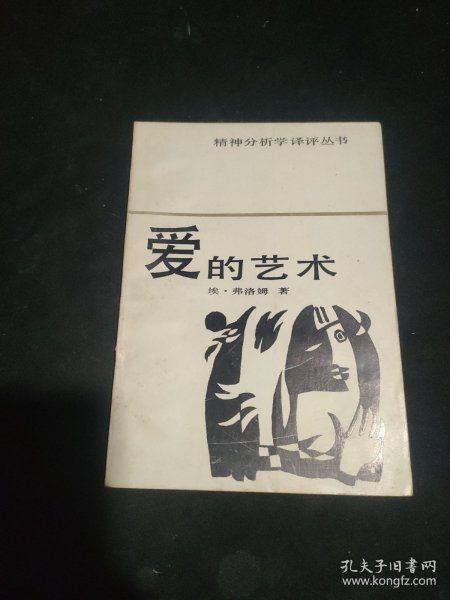 精神分析学译评丛书
爱的艺术
埃·弗洛姆 著
孔夫子旧书网
www.kongfz.com